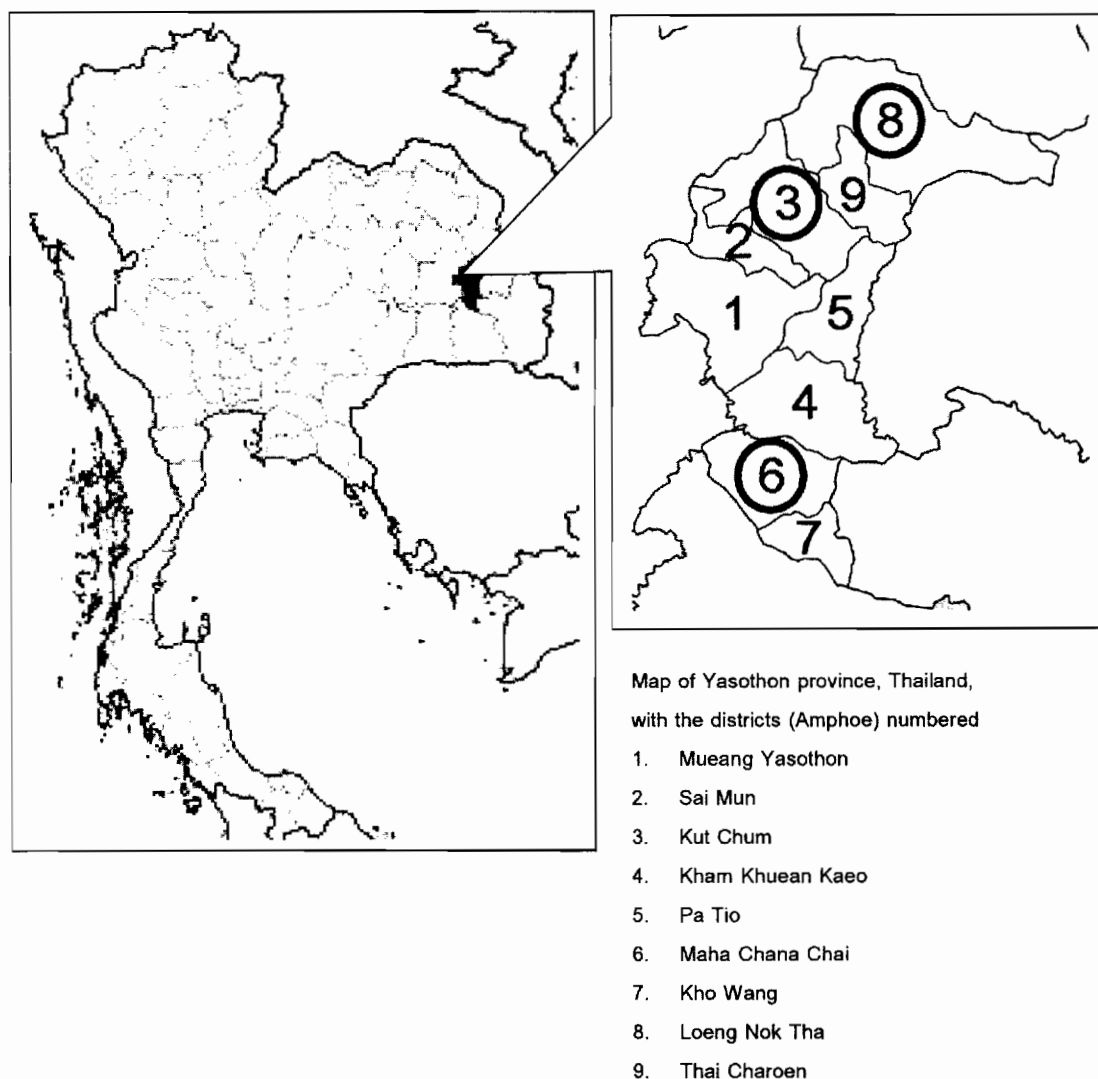 8
3
9
2
1
5
4
6
7
Map of Yasothon province, Thailand,
with the districts (Amphoe) numbered
1. Mueang Yasothon
2. Sai Mun
3. Kut Chum
4. Kham Khuean Kaeo
5. Pa Tio
6. Maha Chana Chai
7. Kho Wang
8. Loeng Nok Tha
9. Thai Charoen